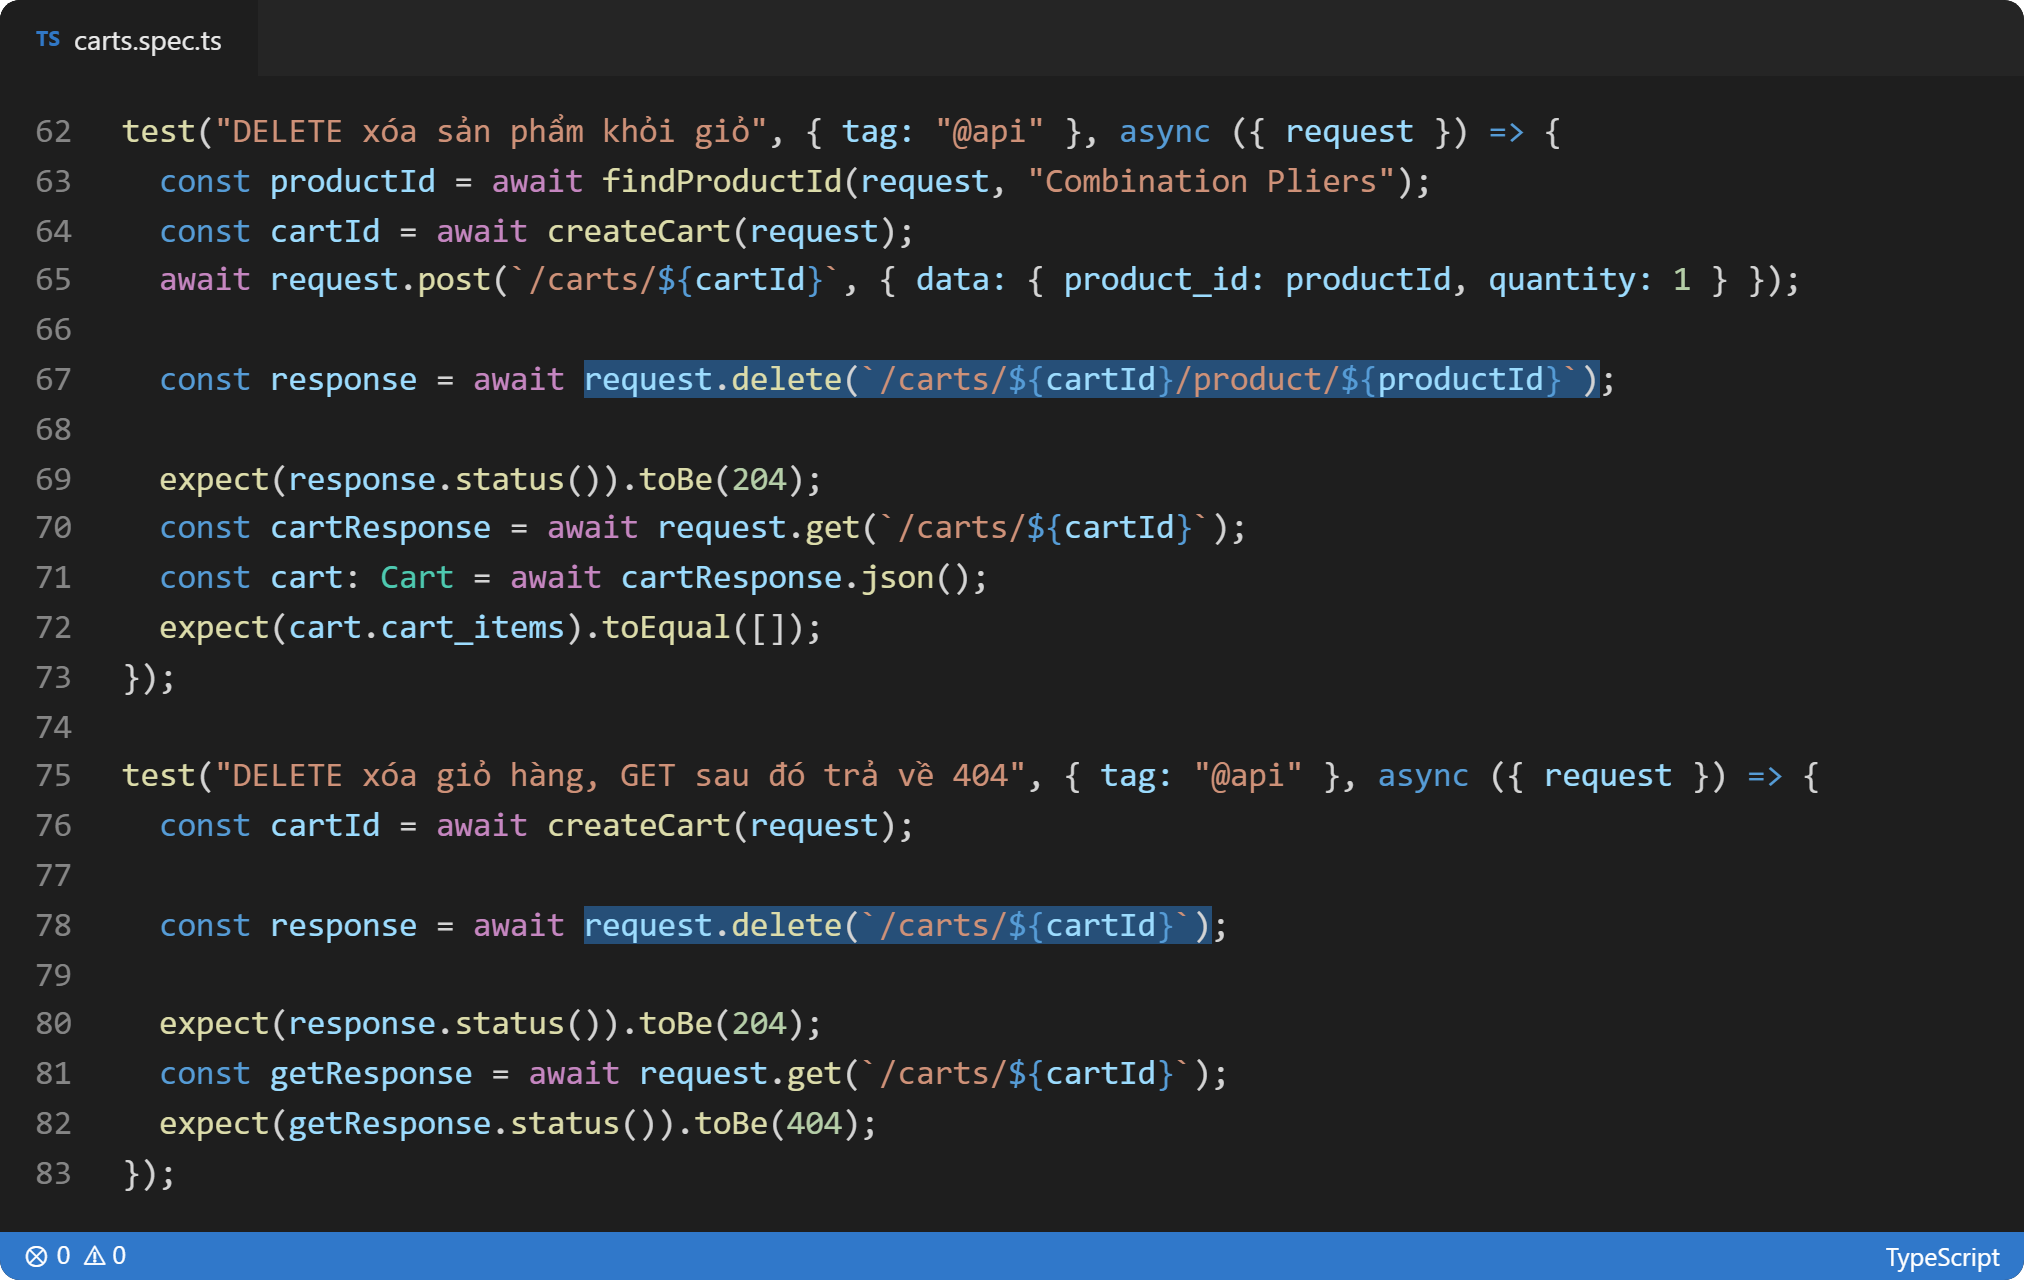 TS carts.spec.ts
62 test("DELETE xóa sản phẩm khỏi giỏ", { tag: "@api" }, async ({ request }) => {
63   const productId = await findProductId(request, "Combination Pliers");
64   const cartId = await createCart(request);
65   await request.post(`/carts/${cartId}`, { data: { product_id: productId, quantity: 1 } });
66
67   const response = await request.delete(`/carts/${cartId}/product/${productId}`);
68
69   expect(response.status()).toBe(204);
70   const cartResponse = await request.get(`/carts/${cartId}`);
71   const cart: Cart = await cartResponse.json();
72   expect(cart.cart_items).toEqual([]);
73 });
74
75 test("DELETE xóa giỏ hàng, GET sau đó trả về 404", { tag: "@api" }, async ({ request }) => {
76   const cartId = await createCart(request);
77
78   const response = await request.delete(`/carts/${cartId}`);
79
80   expect(response.status()).toBe(204);
81   const getResponse = await request.get(`/carts/${cartId}`);
82   expect(getResponse.status()).toBe(404);
83 });
0 0 TypeScript